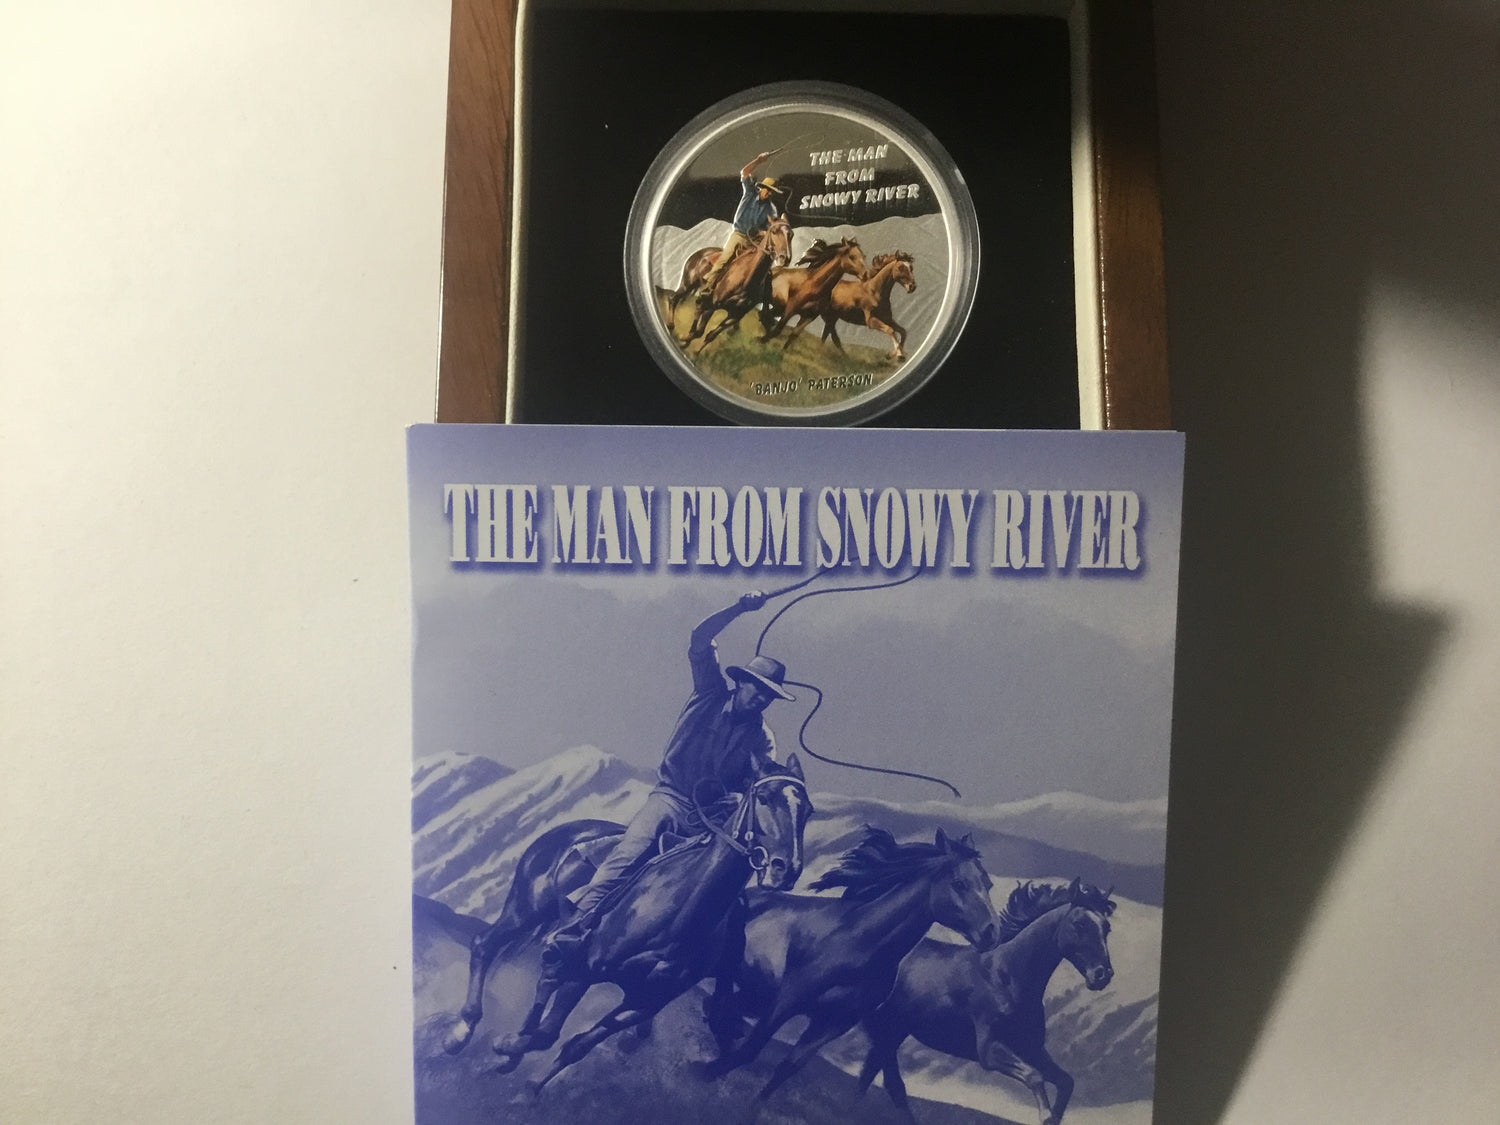 THE MAN
FROM
SNOWY RIVER
'BANJO' PATERSON
THE MAN FROM SNOWY RIVER